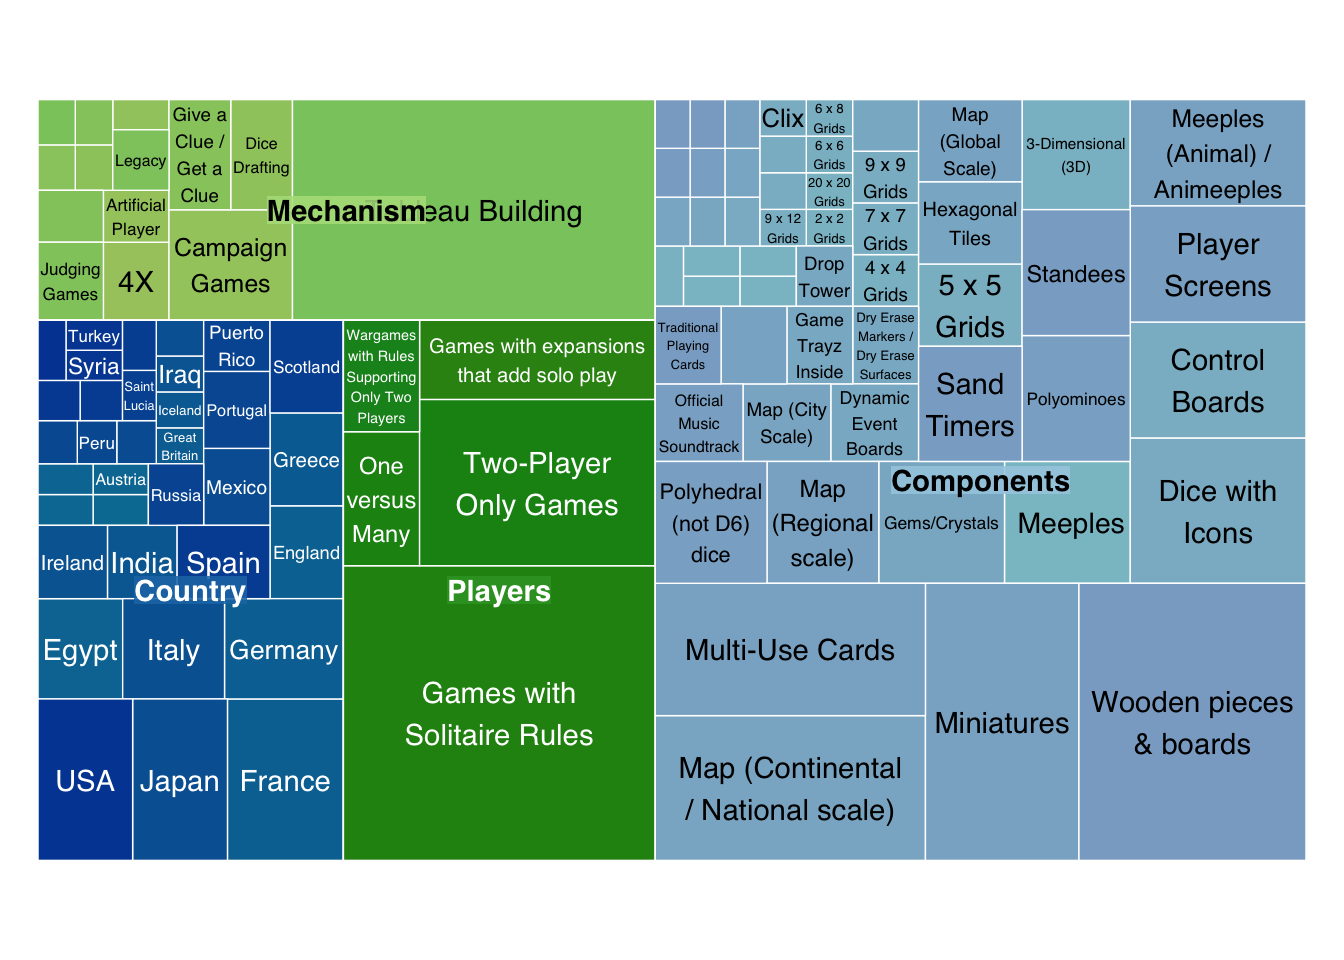 Give a
Clue /
Get a
Clue
Dice
Drafting
Legacy
Artificial
Player
Judging
Games
4X
Campaign
Games
Mechanism
eau Building
Turkey
Syria
Saint
Lucia
Iraq
Iceland
Great
Britain
Puerto
Rico
Portugal
Mexico
Scotland
Greece
England
Peru
Austria
Russia
Ireland
India
Spain
Country
Egypt
Italy
Germany
USA
Japan
France
Wargames
with Rules
Supporting
Only Two
Players
Games with expansions
that add solo play
One
versus
Many
Two-Player
Only Games
Players
Games with
Solitaire Rules
Clix
6 x 8
Grids
6 x 6
Grids
20 x 20
Grids
9 x 12
Grids
2 x 2
Grids
9 x 9
Grids
7 x 7
Grids
4 x 4
Grids
Drop
Tower
Map
(Global
Scale)
Hexagonal
Tiles
5 x 5
Grids
Sand
Timers
3-Dimensional
(3D)
Standees
Polyominoes
Meeples
(Animal) /
Animeeples
Player
Screens
Control
Boards
Dice with
Icons
Traditional
Playing
Cards
Game
Trayz
Inside
Dry Erase
Markers /
Dry Erase
Surfaces
Official
Music
Soundtrack
Map (City
Scale)
Dynamic
Event
Boards
Polyhedral
(not D6)
dice
Map
(Regional
scale)
Components
Gems/Crystals
Meeples
Multi-Use Cards
Map (Continental
/ National scale)
Miniatures
Wooden pieces
& boards